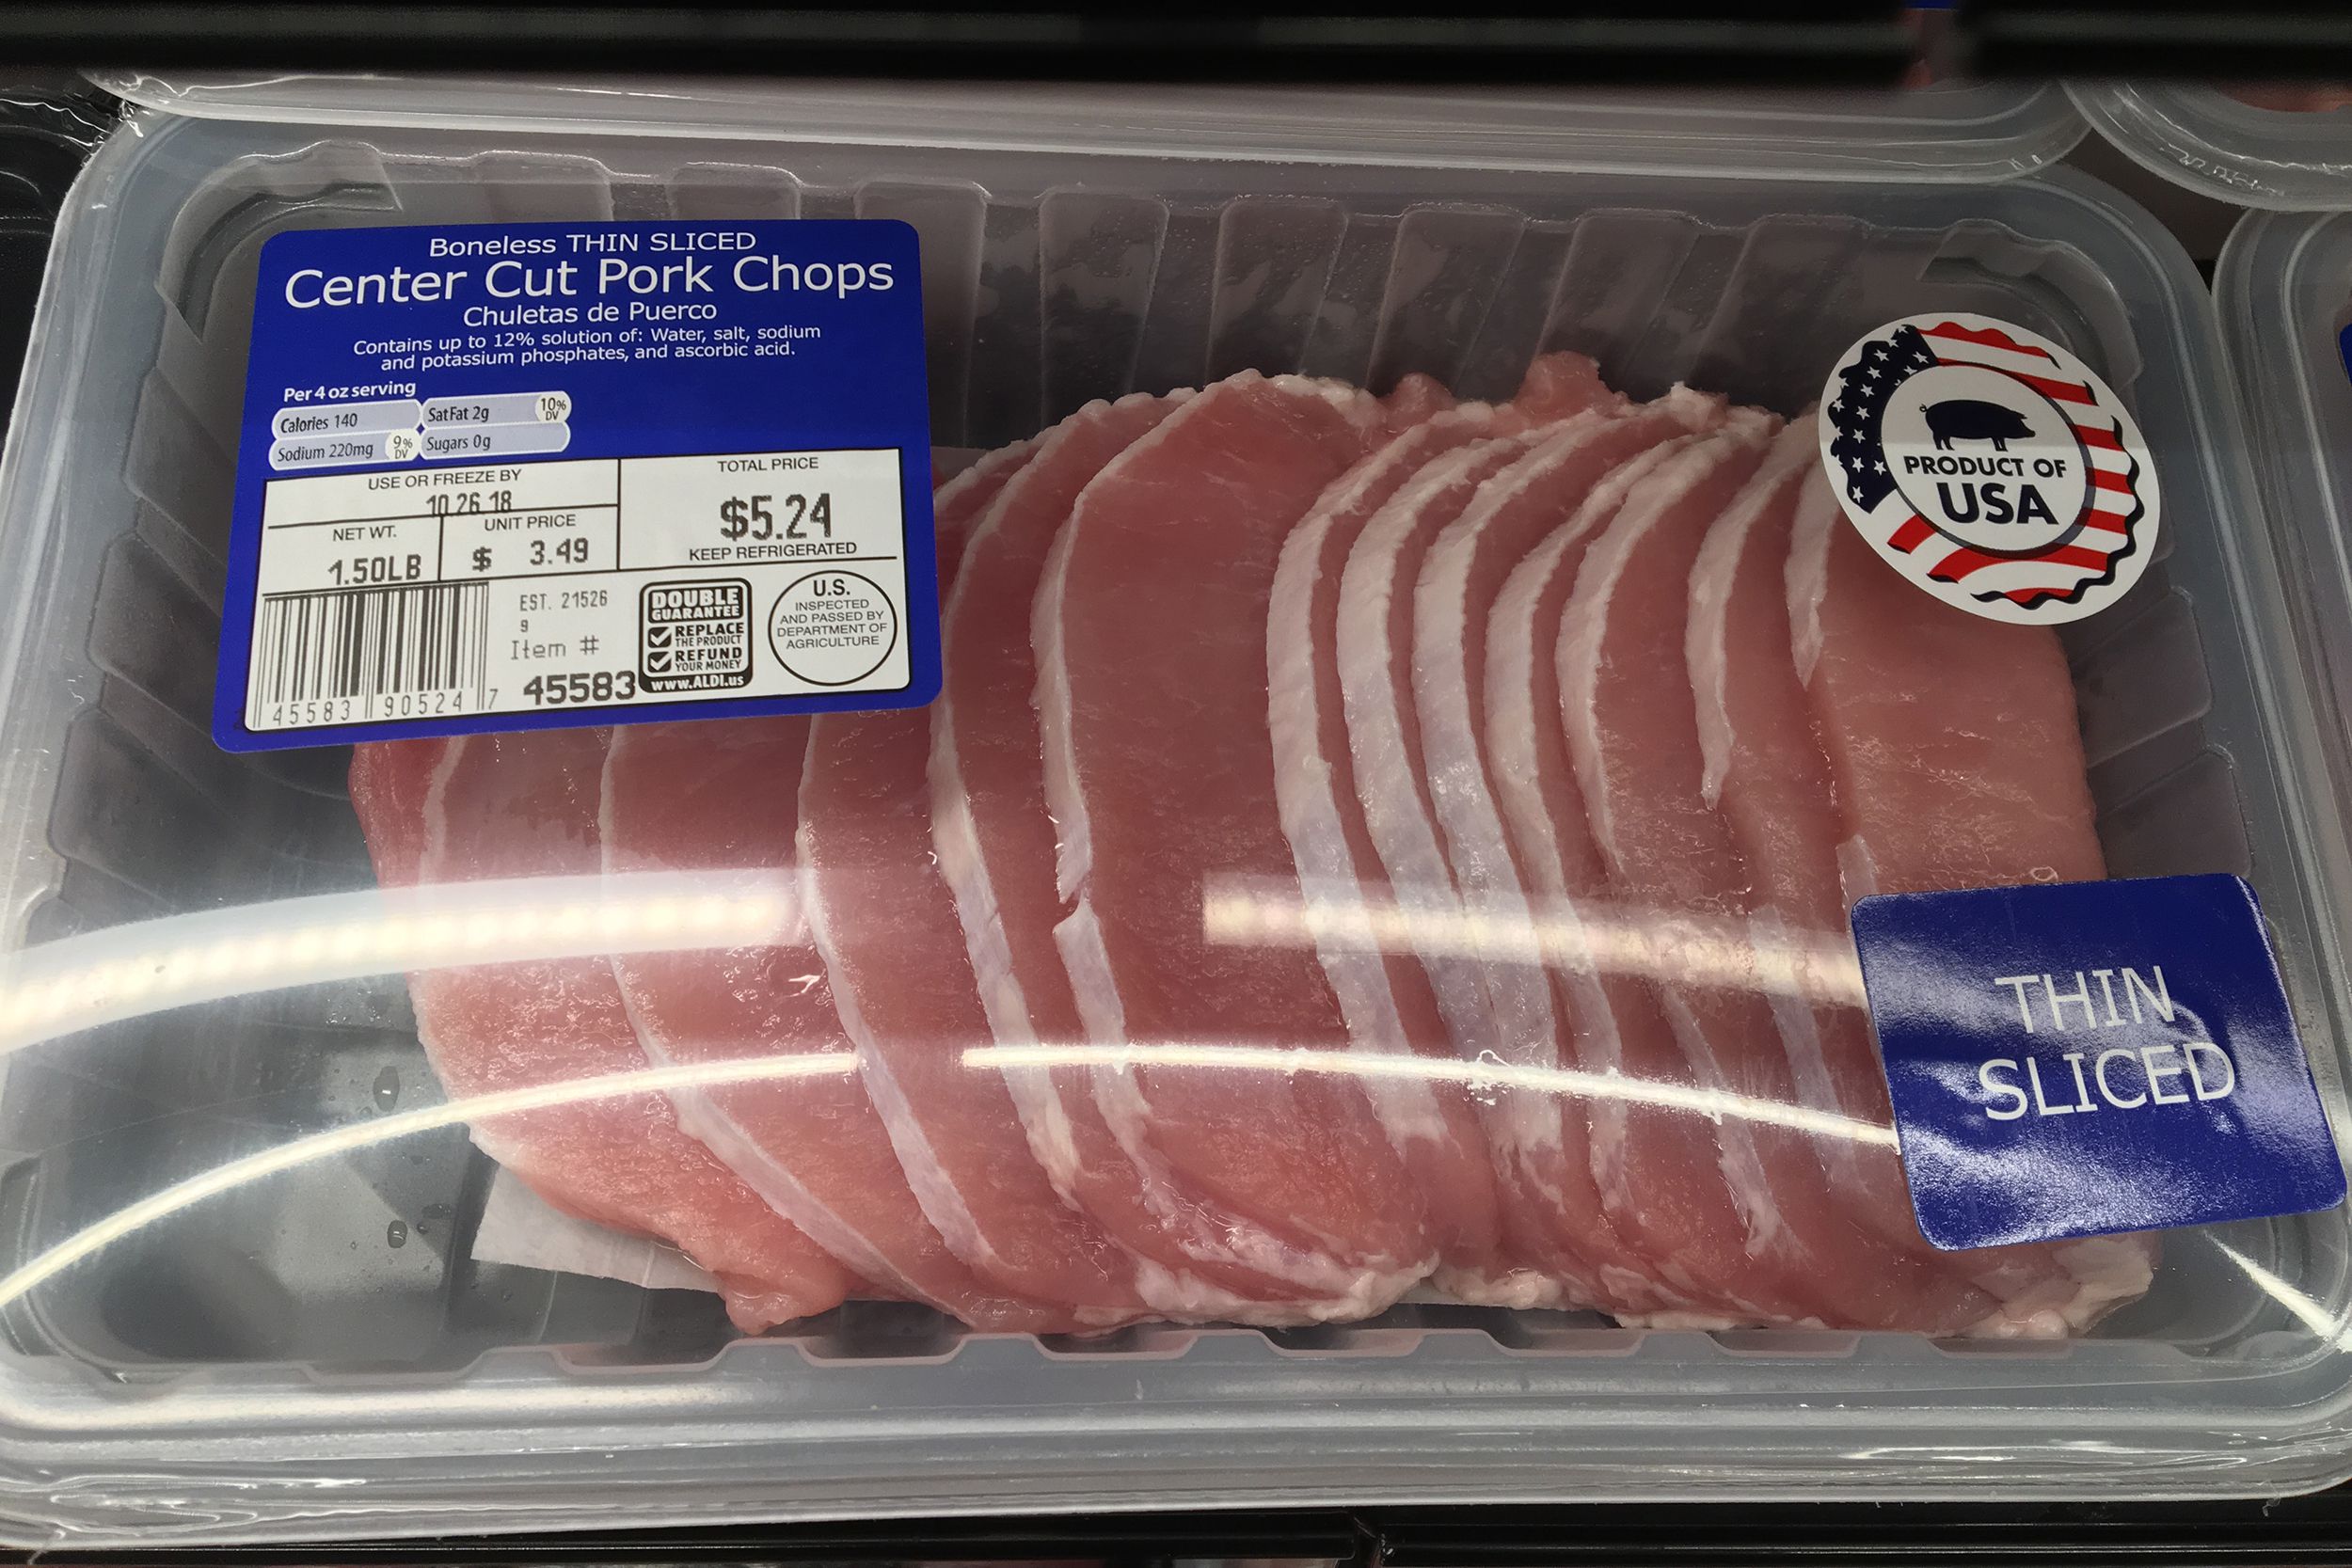 Boneless THIN SLICED
Center Cut Pork Chops
Chuletas de Puerco
Contains up to 12% solution of: Water, salt, sodium
and potassium phosphates, and ascorbic acid.
Per 4 oz serving
Calories 140
Sat Fat 2g
10%
DV
Sodium 220mg
9%
DV
Sugars 0g
USE OR FREEZE BY
10.26.18
NET WT.
1.50LB
UNIT PRICE
$ 3.49
TOTAL PRICE
$5.24
KEEP REFRIGERATED
45583 90524 7
EST. 21526
9
Item #
45583
DOUBLE
GUARANTEE
REPLACE
THE PRODUCT
REFUND
YOUR MONEY
www.ALDI.us
U.S.
INSPECTED
AND PASSED BY
DEPARTMENT OF
AGRICULTURE
PRODUCT OF
USA
THIN
SLICED